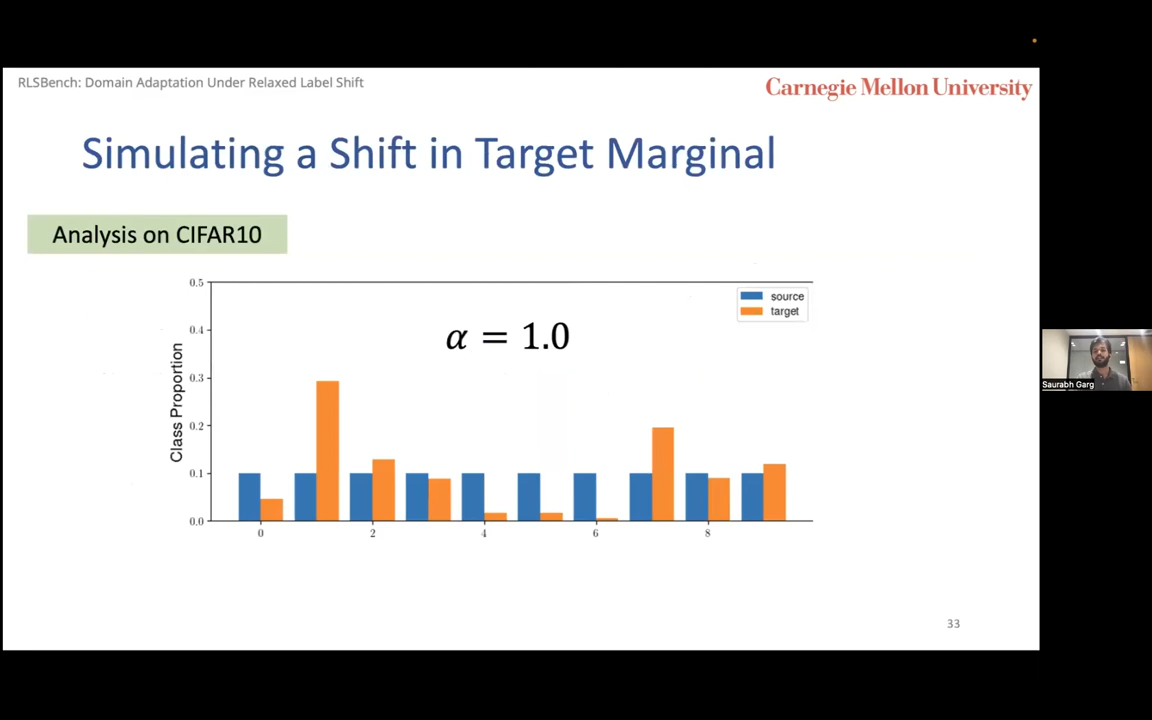 RLSBench: Domain Adaptation Under Relaxed Label Shift
Carnegie Mellon University
Simulating a Shift in Target Marginal
Analysis on CIFAR10
0.5
source
target
0.4
α = 1.0
0.3
Class Proportion
0.2
0.1
0.0
0 2 4 6 8
Saurabh Garg
33